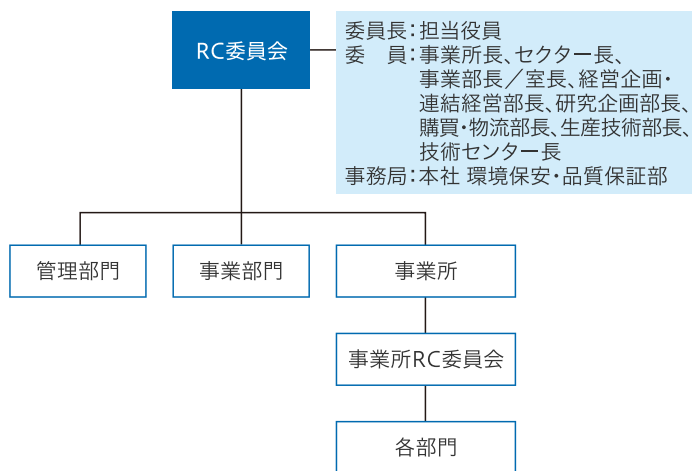 RC委員会
委員長：担当役員
委　員：事業所長、セクター長、
事業部長／室長、経営企画・
連結経営部長、研究企画部長、
購買・物流部長、生産技術部長、
技術センター長
事務局：本社 環境保安・品質保証部
管理部門
事業部門
事業所
事業所RC委員会
各部門